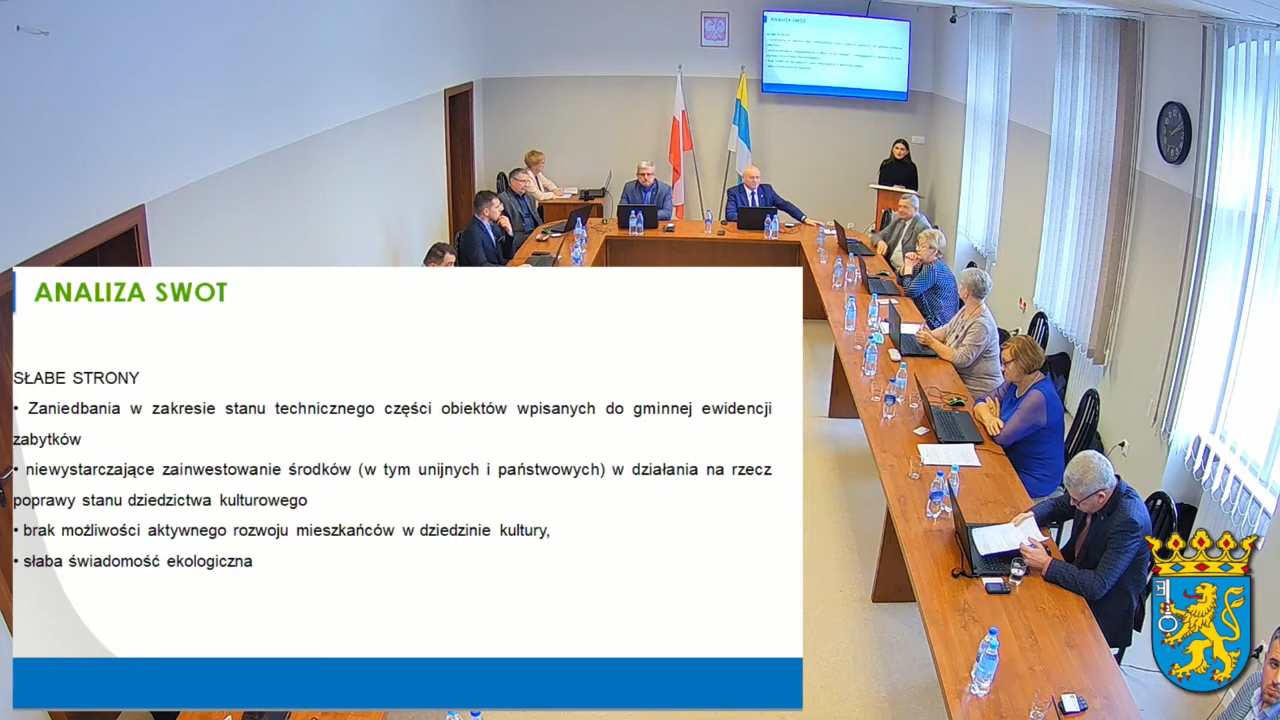 ANALIZA SWOT
ANALIZA SWOT
SŁABE STRONY
• Zaniedbania w zakresie stanu technicznego części obiektów wpisanych do gminnej ewidencji
zabytków
• niewystarczające zainwestowanie środków (w tym unijnych i państwowych) w działania na rzecz
poprawy stanu dziedzictwa kulturowego
• brak możliwości aktywnego rozwoju mieszkańców w dziedzinie kultury,
• słaba świadomość ekologiczna